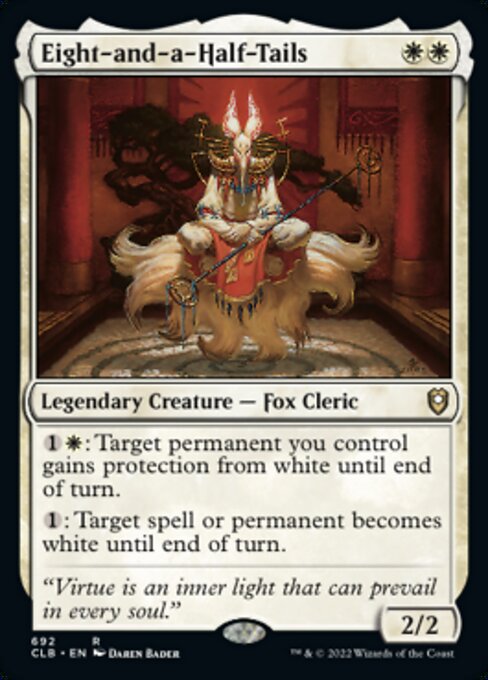 Eight-and-a-Half-Tails
Legendary Creature — Fox Cleric
1 : Target permanent you control
gains protection from white until end
of turn.
1: Target spell or permanent becomes
white until end of turn.
“Virtue is an inner light that can prevail
in every soul.”
2/2
692 R
CLB • EN DAREN BADER
™ & © 2022 Wizards of the Coast